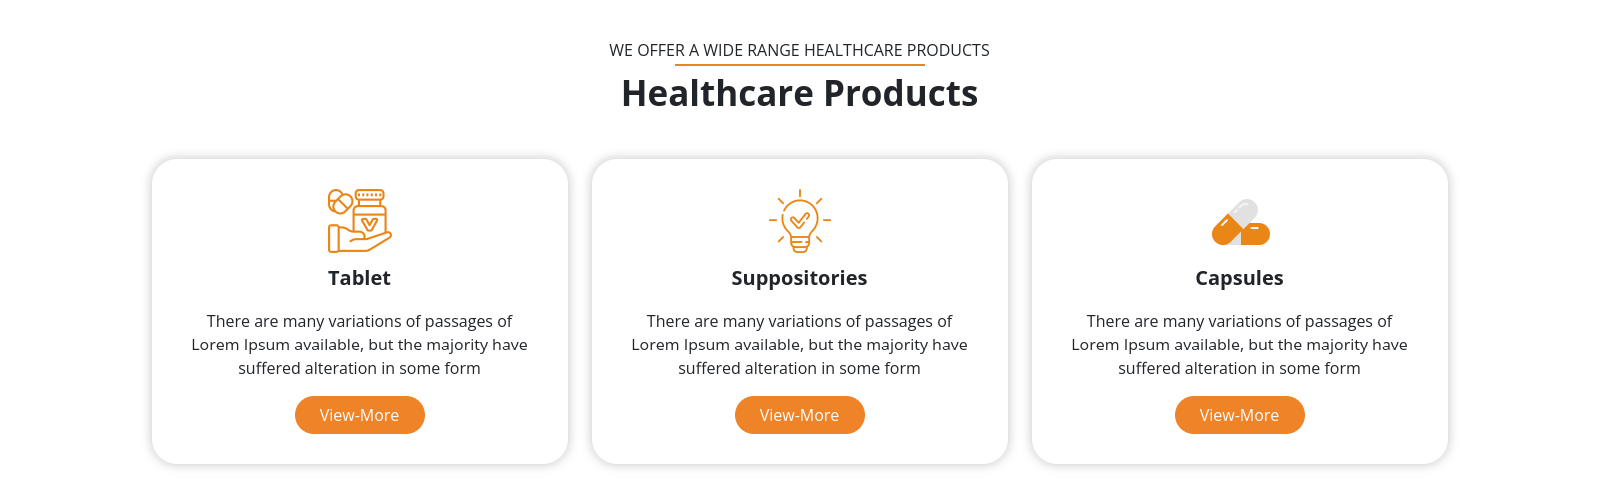 WE OFFER A WIDE RANGE HEALTHCARE PRODUCTS
Healthcare Products
Tablet
There are many variations of passages of
Lorem Ipsum available, but the majority have
suffered alteration in some form
View-More
Suppositories
There are many variations of passages of
Lorem Ipsum available, but the majority have
suffered alteration in some form
View-More
Capsules
There are many variations of passages of
Lorem Ipsum available, but the majority have
suffered alteration in some form
View-More